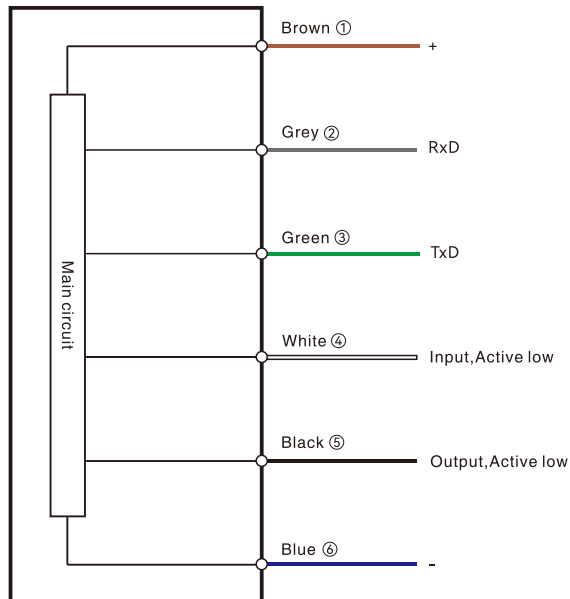 Brown ①
+
Grey ②
RxD
Green ③
TxD
Main circuit
White ④
Input,Active low
Black ⑤
Output,Active low
Blue ⑥
-